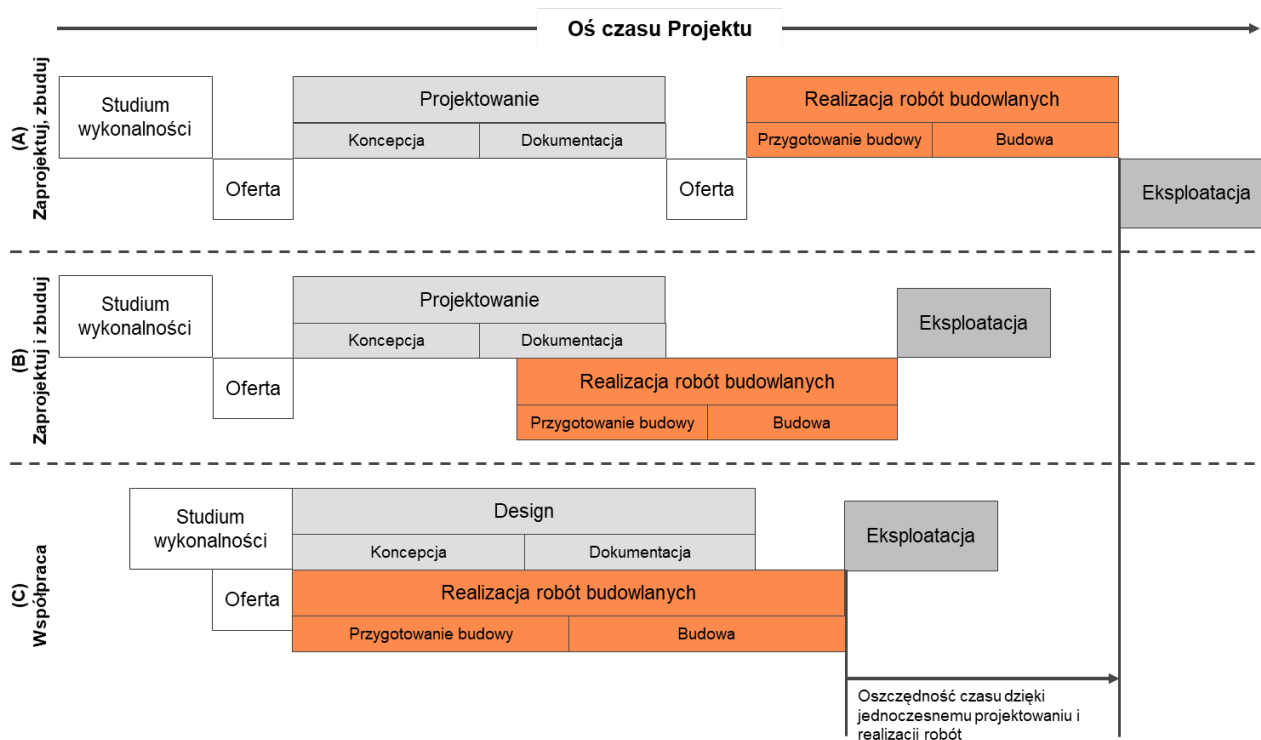 Oś czasu Projektu
(A)
Zaprojektuj, zbuduj
Studium
wykonalności
Oferta
Projektowanie
Koncepcja
Dokumentacja
Oferta
Realizacja robót budowlanych
Przygotowanie budowy
Budowa
Eksploatacja
(B)
Zaprojektuj i zbuduj
Studium
wykonalności
Oferta
Projektowanie
Koncepcja
Dokumentacja
Realizacja robót budowlanych
Przygotowanie budowy
Budowa
Eksploatacja
(C)
Współpraca
Studium
wykonalności
Oferta
Design
Koncepcja
Dokumentacja
Realizacja robót budowlanych
Przygotowanie budowy
Budowa
Eksploatacja
Oszczędność czasu dzięki
jednoczesnemu projektowaniu i
realizacji robót